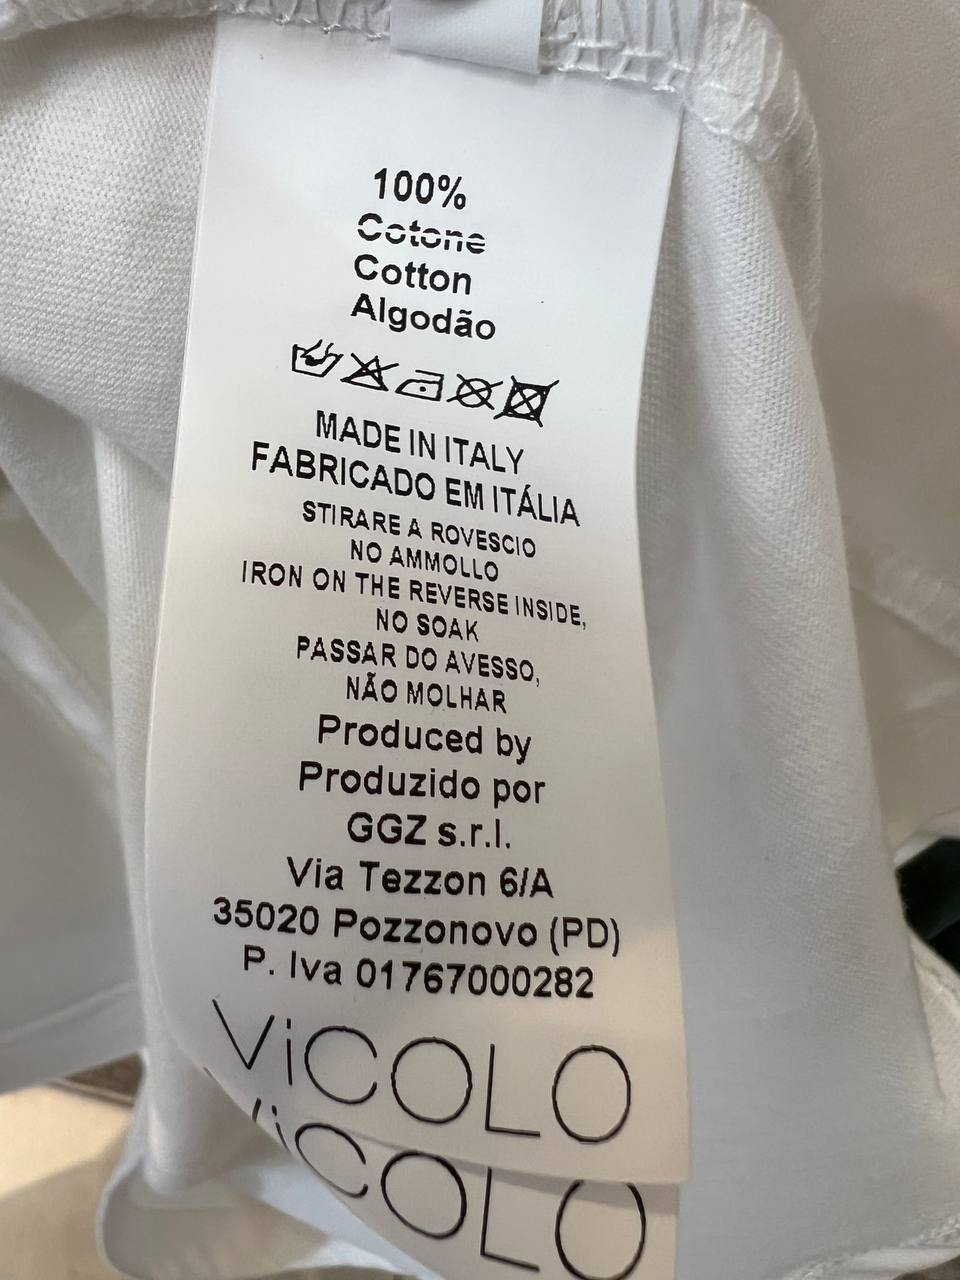 100%
Cotone
Cotton
Algodão
MADE IN ITALY
FABRICADO EM ITÁLIA
STIRARE A ROVESCIO
NO AMMOLLO
IRON ON THE REVERSE INSIDE,
NO SOAK
PASSAR DO AVESSO,
NÃO MOLHAR
Produced by
Produzido por
GGZ s.r.l.
Via Tezzon 6/A
35020 Pozzonovo (PD)
P. Iva 01767000282
ViCOLO
ViCOLO